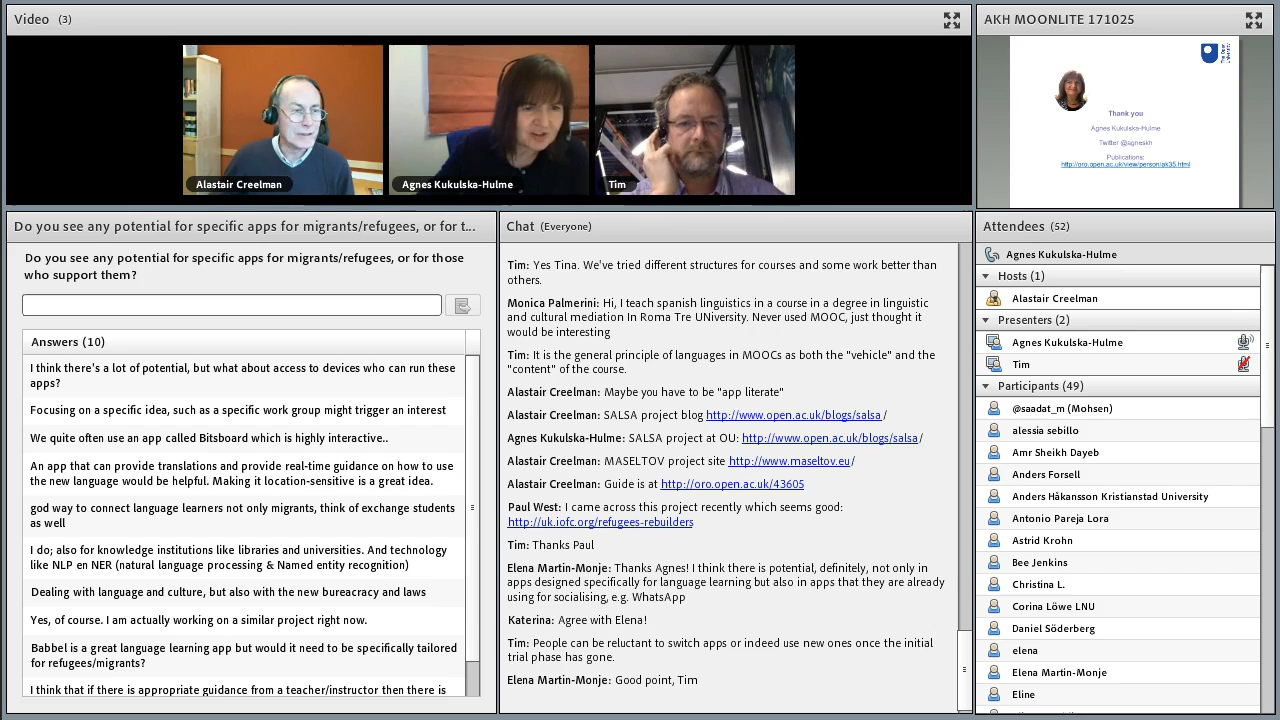 Video (3)
Alastair Creelman
Agnes Kukulska-Hulme
Tim
AKH MOONLITE 171025
The Open University
Thank you
Agnes Kukulska-Hulme
Twitter @agneskh
Publications:
http://oro.open.ac.uk/view/person/ak35.html
Do you see any potential for specific apps for migrants/refugees, or for t...
Do you see any potential for specific apps for migrants/refugees, or for those
who support them?
Answers (10)
I think there's a lot of potential, but what about access to devices who can run these
apps?
Focusing on a specific idea, such as a specific work group might trigger an interest
We quite often use an app called Bitsboard which is highly interactive..
An app that can provide translations and provide real-time guidance on how to use
the new language would be helpful. Making it location-sensitive is a great idea.
god way to connect language learners not only migrants, think of exchange students
as well
I do; also for knowledge institutions like libraries and universities. And technology
like NLP en NER (natural language processing & Named entity recognition)
Dealing with language and culture, but also with the new bureacracy and laws
Yes, of course. I am actually working on a similar project right now.
Babbel is a great language learning app but would it need to be specifically tailored
for refugees/migrants?
I think that if there is appropriate guidance from a teacher/instructor then there is
Chat (Everyone)
Tim: Yes Tina. We've tried different structures for courses and some work better than
others.
Monica Palmerini: Hi, I teach spanish linguistics in a course in a degree in linguistic
and cultural mediation In Roma Tre UNiversity. Never used MOOC, just thought it
would be interesting
Tim: It is the general principle of languages in MOOCs as both the "vehicle" and the
"content" of the course.
Alastair Creelman: Maybe you have to be "app literate"
Alastair Creelman: SALSA project blog http://www.open.ac.uk/blogs/salsa /
Agnes Kukulska-Hulme: SALSA project at OU: http://www.open.ac.uk/blogs/salsa/
Alastair Creelman: MASELTOV project site http://www.maseltov.eu/
Alastair Creelman: Guide is at http://oro.open.ac.uk/43605
Paul West: I came across this project recently which seems good:
http://uk.iofc.org/refugees-rebuilders
Tim: Thanks Paul
Elena Martin-Monje: Thanks Agnes! I think there is potential, definitely, not only in
apps designed specifically for language learning but also in apps that they are already
using for socialising, e.g. WhatsApp
Katerina: Agree with Elena!
Tim: People can be reluctant to switch apps or indeed use new ones once the initial
trial phase has gone.
Elena Martin-Monje: Good point, Tim
Attendees (52)
Agnes Kukulska-Hulme
Hosts (1)
Alastair Creelman
Presenters (2)
Agnes Kukulska-Hulme
Tim
Participants (49)
@saadat_m (Mohsen)
alessia sebillo
Amr Sheikh Dayeb
Anders Forsell
Anders Håkansson Kristianstad University
Antonio Pareja Lora
Astrid Krohn
Bee Jenkins
Christina L.
Corina Löwe LNU
Daniel Söderberg
elena
Elena Martin-Monje
Eline